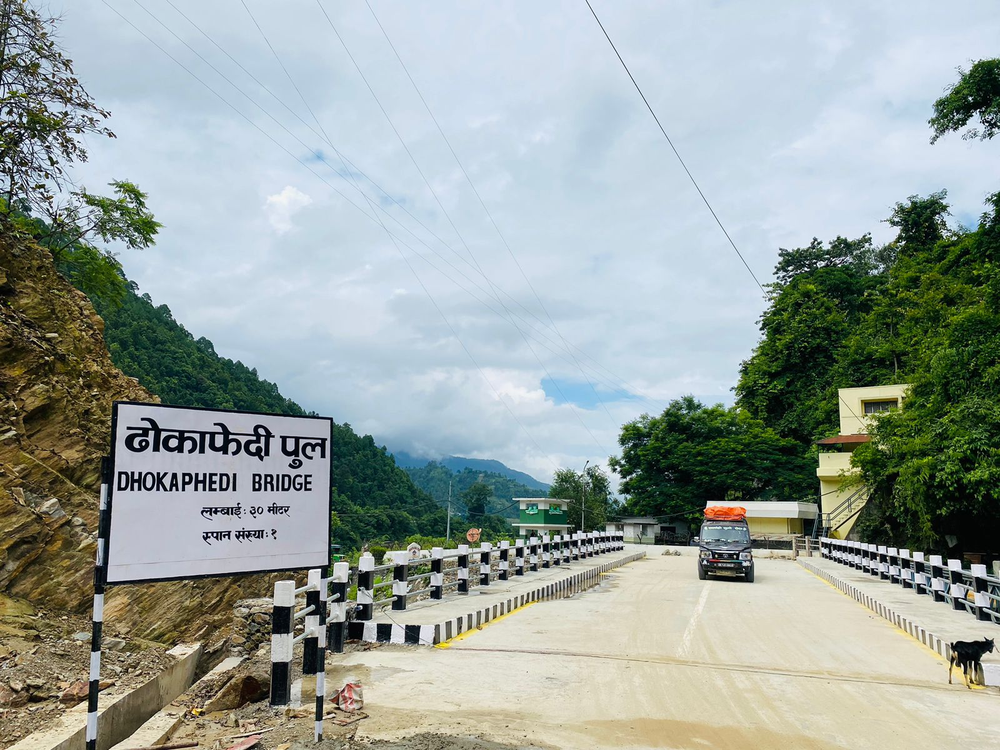 ढोकाफेदी पुल
DHOKAPHEDI BRIDGE
लम्बाई: ३० मीटर
स्पान संख्या: १